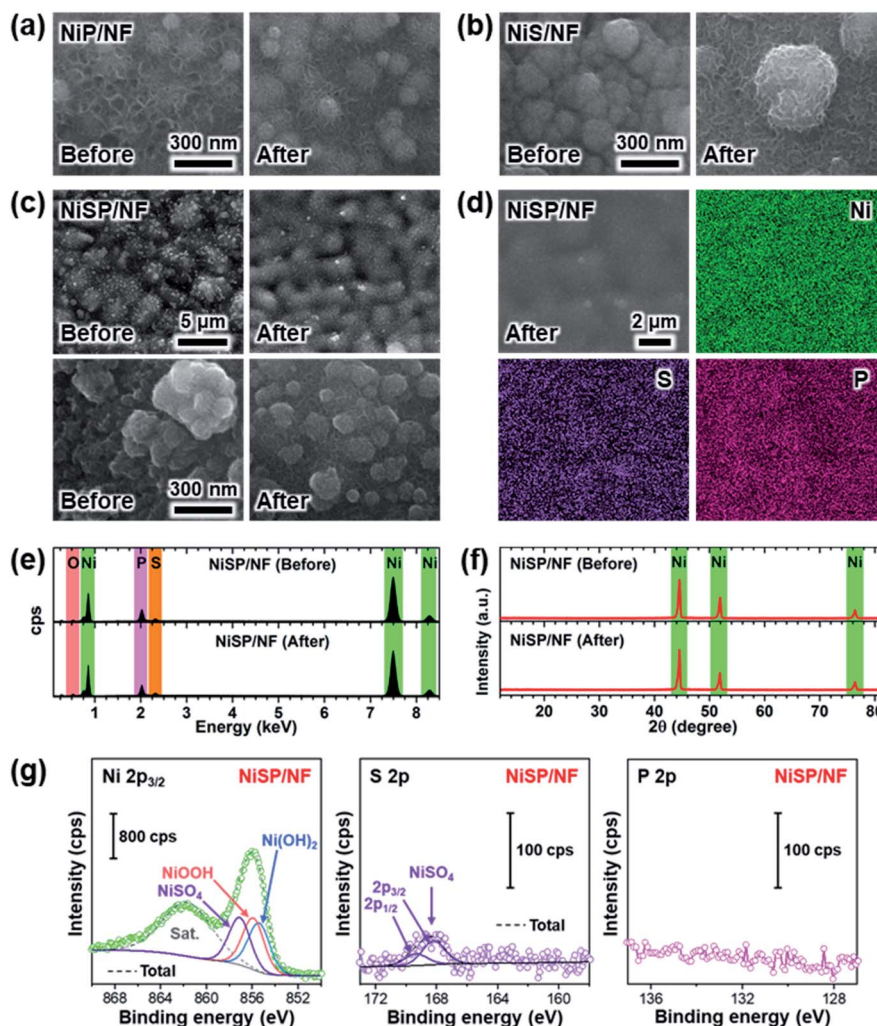 (a)
NiP/NF
Before
300 nm
After
(b)
NiS/NF
Before
300 nm
After
(c)
NiSP/NF
Before
5 µm
After
Before
300 nm
After
(d)
NiSP/NF
After
2 µm
Ni
S
P
(e)
O Ni P S NiSP/NF (Before) Ni Ni
NiSP/NF (After)
cps
1 2 3 4 5 6 7 8
Energy (keV)
(f)
NiSP/NF (Before) Ni Ni Ni
NiSP/NF (After)
Intensity (a.u.)
20 30 40 50 60 70 80
2θ (degree)
(g)
Ni 2p3/2 NiSP/NF
800 cps
Ni(OH)2
NiOOH
NiSO4
Sat.
Total
Intensity (cps)
868 864 860 856 852
Binding energy (eV)
S 2p NiSP/NF
100 cps
NiSO4
2p3/2
2p1/2
Total
Intensity (cps)
172 168 164 160
Binding energy (eV)
P 2p NiSP/NF
100 cps
Intensity (cps)
136 132 128
Binding energy (eV)